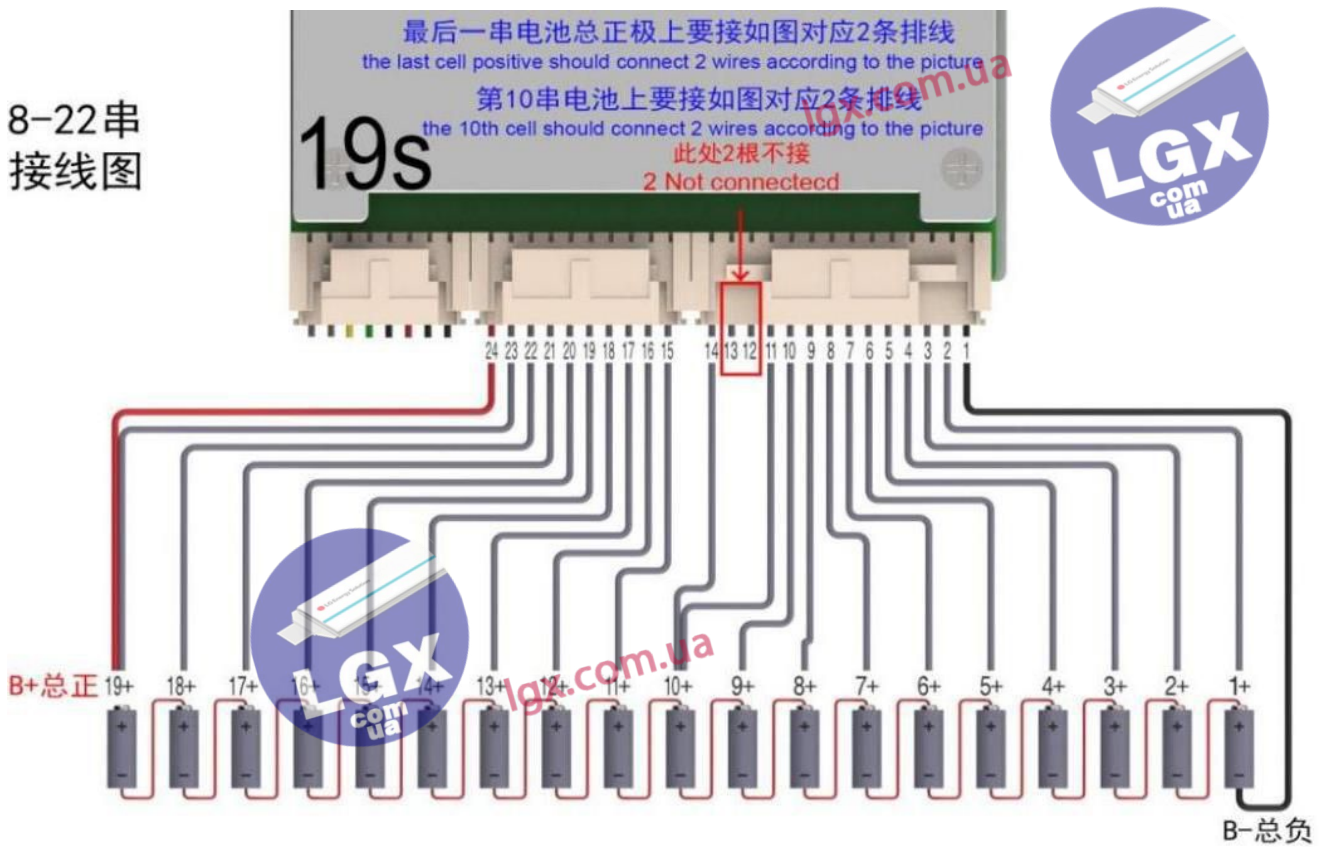 最后一串电池总正极上要接如图对应2条排线
the last cell positive should connect 2 wires according to the picture
第10串电池上要接如图对应2条排线
the 10th cell should connect 2 wires according to the picture
8-22串
接线图
19s
此处2根不接
2 Not connectecd
lgx.com.ua
LG Energy Solution
LGX
com
ua
24 23 22 21 20 19 18 17 16 15 14 13 12 11 10 9 8 7 6 5 4 3 2 1
LG Energy Solution
LGX
com
ua
lgx.com.ua
B+总正 19+ 18+ 17+ 16+ 15+ 14+ 13+ 12+ 11+ 10+ 9+ 8+ 7+ 6+ 5+ 4+ 3+ 2+ 1+
+ + + + + + + + + + + + + + + + + + +
- - - - - - - - - - - - - - - - - - -
B-总负